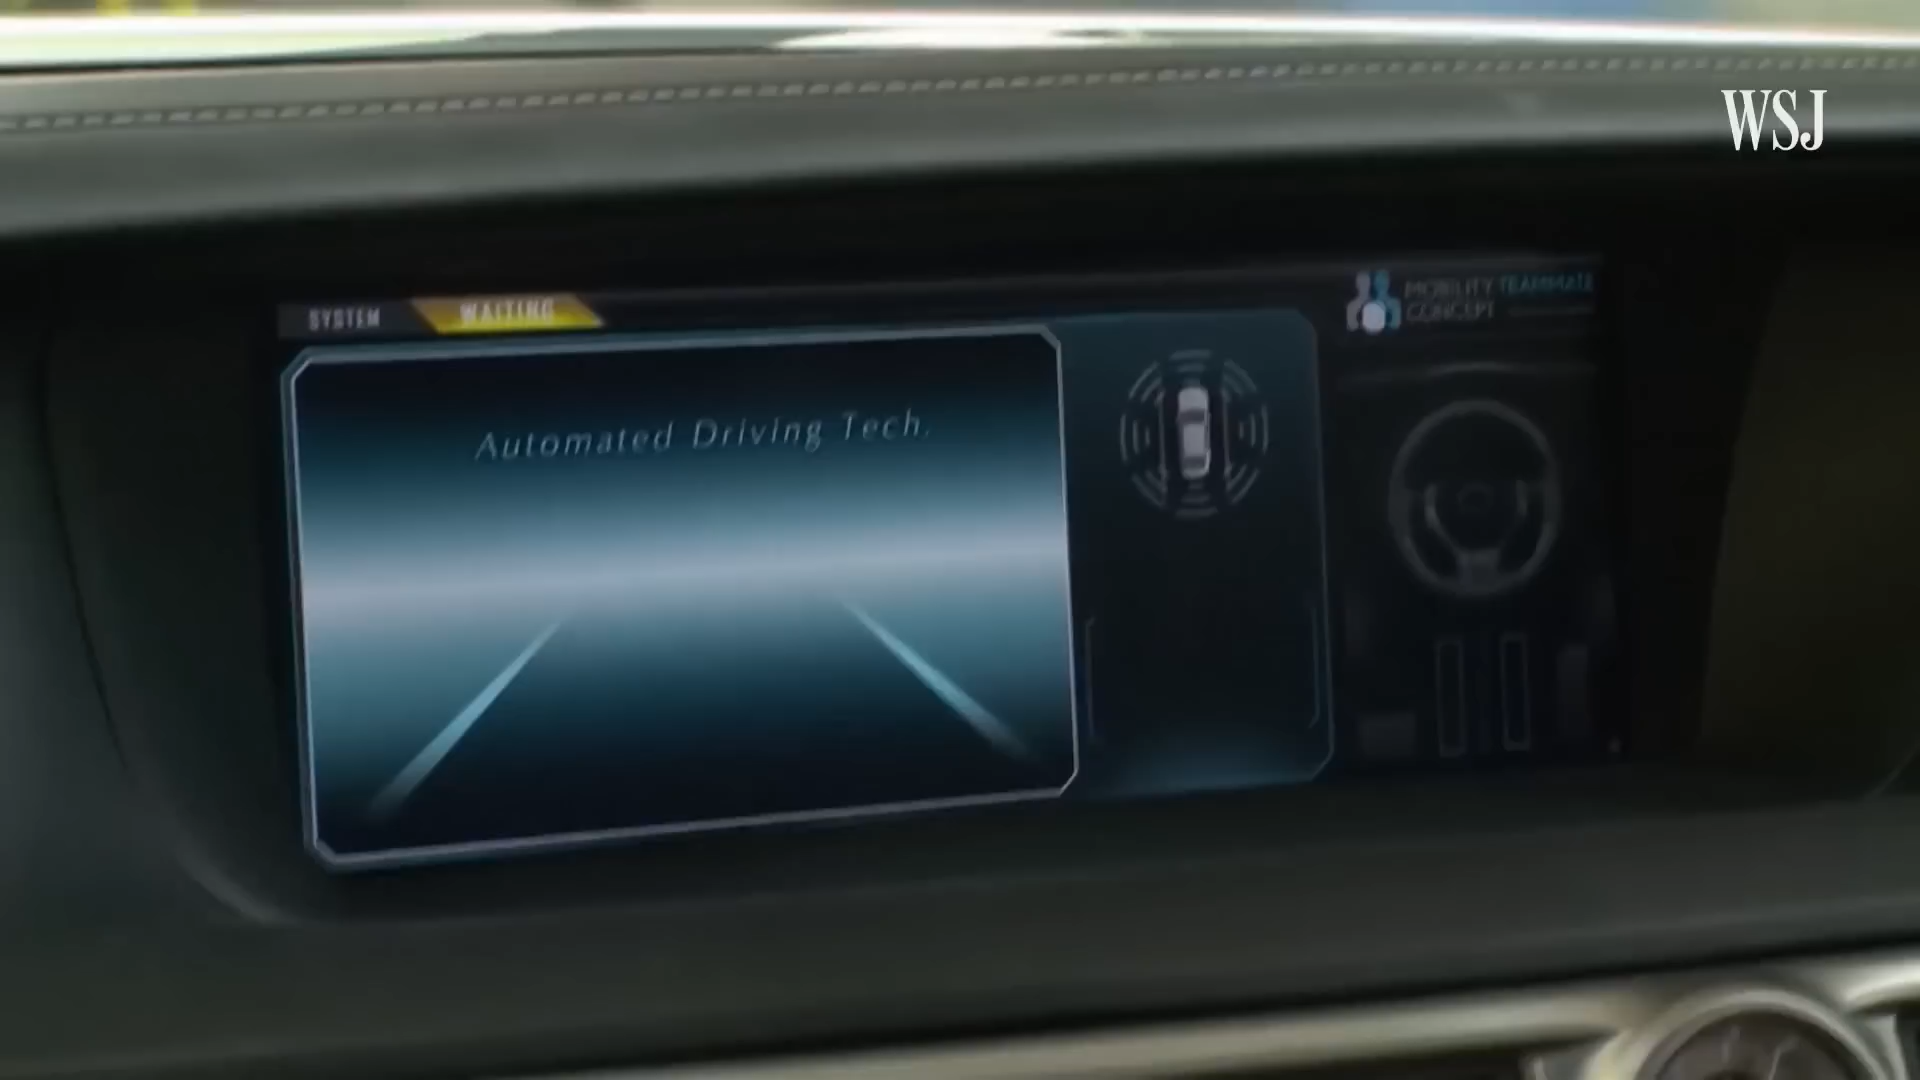 WSJ
SYSTEM WAITING
MOBILITY TEAMMATE
CONCEPT
Automated Driving Tech.